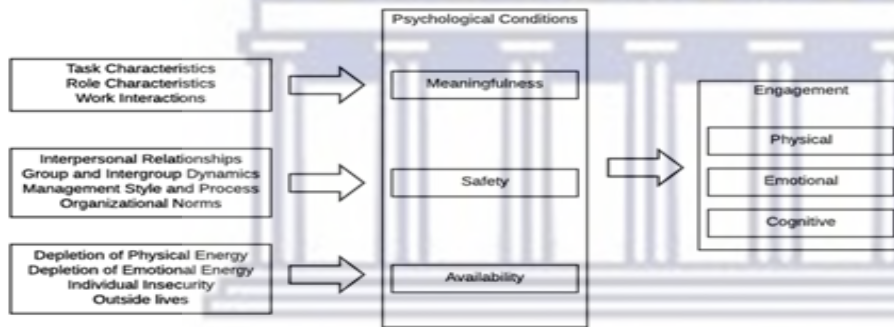 Psychological Conditions
Task Characteristics
Role Characteristics
Work Interactions
Meaningfulness
Engagement
Physical
Interpersonal Relationships
Group and Intergroup Dynamics
Management Style and Process
Organizational Norms
Safety
Emotional
Cognitive
Depletion of Physical Energy
Depletion of Emotional Energy
Individual Insecurity
Outside lives
Availability